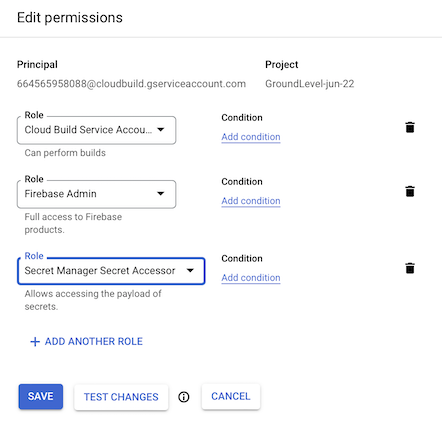 Edit permissions
Principal
Project
664565958088@cloudbuild.gserviceaccount.com
GroundLevel-jun-22
Role
Cloud Build Service Accou...
Can perform builds
Condition
Add condition
Role
Firebase Admin
Full access to Firebase
products.
Condition
Add condition
Role
Secret Manager Secret Accessor
Allows accessing the payload of
secrets.
Condition
Add condition
+ ADD ANOTHER ROLE
SAVE
TEST CHANGES
CANCEL